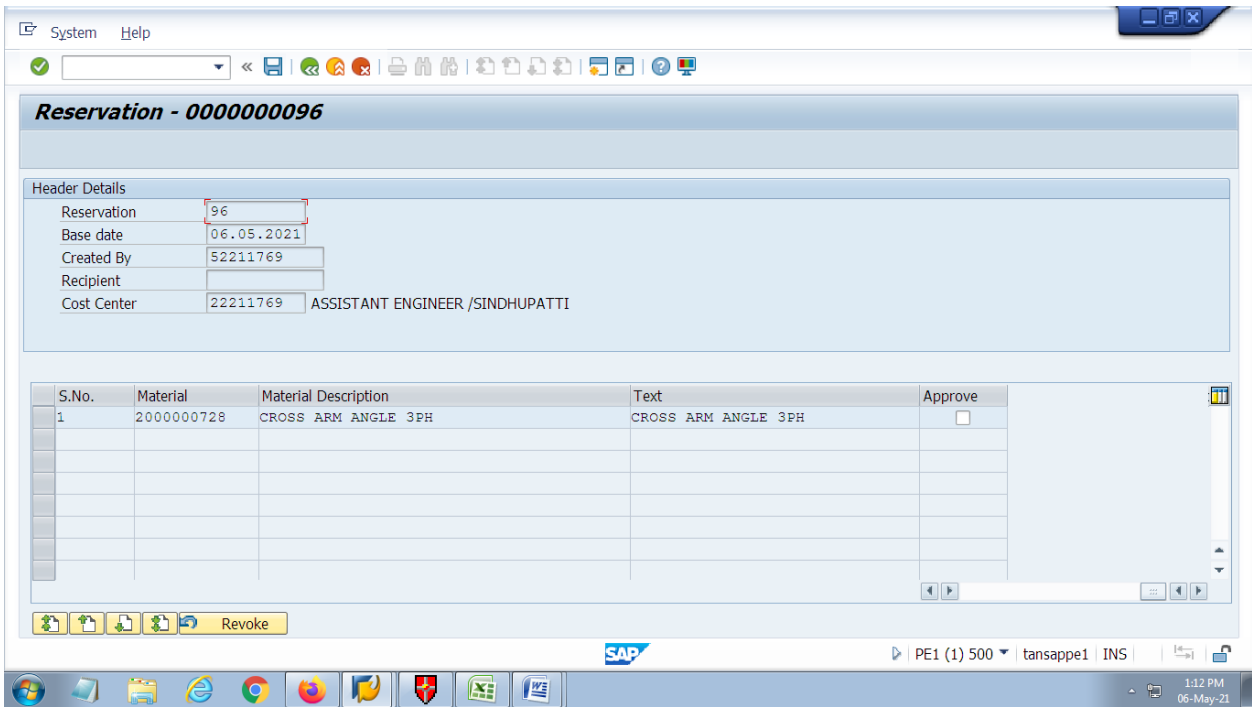 System Help
Reservation - 0000000096
Header Details
Reservation 96
Base date 06.05.2021
Created By 52211769
Recipient
Cost Center 22211769 ASSISTANT ENGINEER /SINDHUPATTI
S.No. Material Material Description Text Approve
1 2000000728 CROSS ARM ANGLE 3PH CROSS ARM ANGLE 3PH
Revoke
SAP PE1 (1) 500 tansappe1 INS
1:12 PM
06-May-21